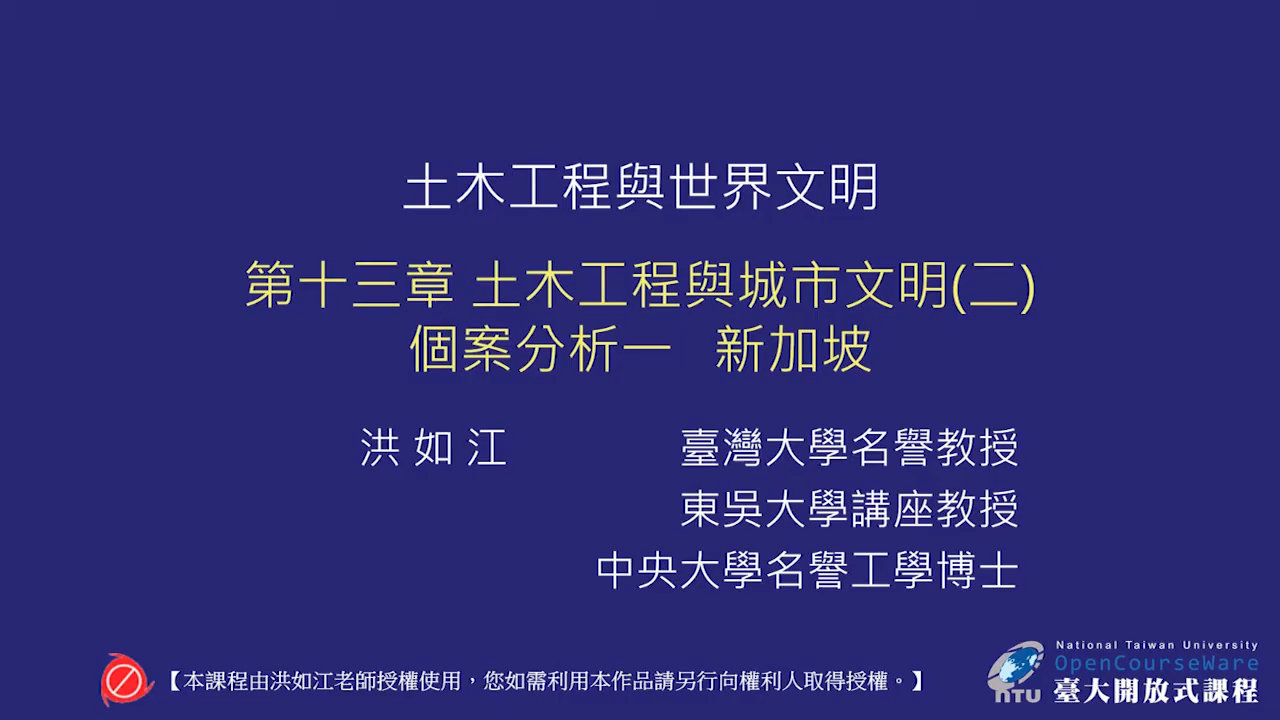 土木工程與世界文明
第十三章 土木工程與城市文明(二)
個案分析一 新加坡
洪如江 臺灣大學名譽教授
東吳大學講座教授
中央大學名譽工學博士
【本課程由洪如江老師授權使用,您如需利用本作品請另行向權利人取得授權。】
National Taiwan University
OpenCourseWare
NTU 臺大開放式課程